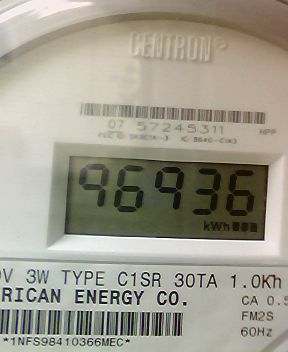 CENTRON®
07 57245311
HPP
96936
kWh
V 3W TYPE C1SR 30TA 1.0Kh
RICAN ENERGY CO.
CA 0.5
FM2S
60Hz
*1NFS98410366MEC*